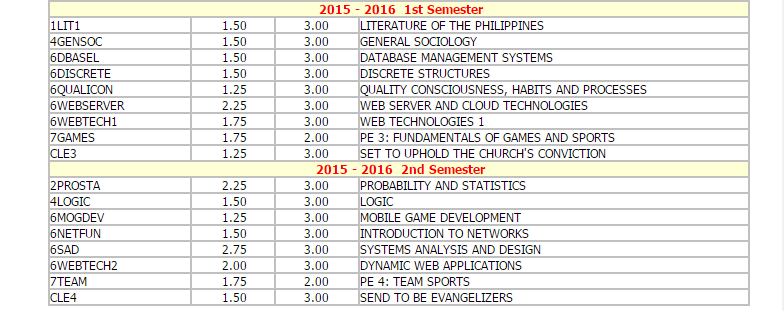 2015 - 2016 1st Semester
1LIT1 1.50 3.00 LITERATURE OF THE PHILIPPINES
4GENSOC 1.50 3.00 GENERAL SOCIOLOGY
6DBASEL 1.50 3.00 DATABASE MANAGEMENT SYSTEMS
6DISCRETE 1.50 3.00 DISCRETE STRUCTURES
6QUALICON 1.25 3.00 QUALITY CONSCIOUSNESS, HABITS AND PROCESSES
6WEBSERVER 2.25 3.00 WEB SERVER AND CLOUD TECHNOLOGIES
6WEBTECH1 1.75 3.00 WEB TECHNOLOGIES 1
7GAMES 1.75 2.00 PE 3: FUNDAMENTALS OF GAMES AND SPORTS
CLE3 1.25 3.00 SET TO UPHOLD THE CHURCH'S CONVICTION
2015 - 2016 2nd Semester
2PROSTA 2.25 3.00 PROBABILITY AND STATISTICS
4LOGIC 1.50 3.00 LOGIC
6MOGDEV 1.25 3.00 MOBILE GAME DEVELOPMENT
6NETFUN 1.50 3.00 INTRODUCTION TO NETWORKS
6SAD 2.75 3.00 SYSTEMS ANALYSIS AND DESIGN
6WEBTECH2 2.00 3.00 DYNAMIC WEB APPLICATIONS
7TEAM 1.75 2.00 PE 4: TEAM SPORTS
CLE4 1.50 3.00 SEND TO BE EVANGELIZERS